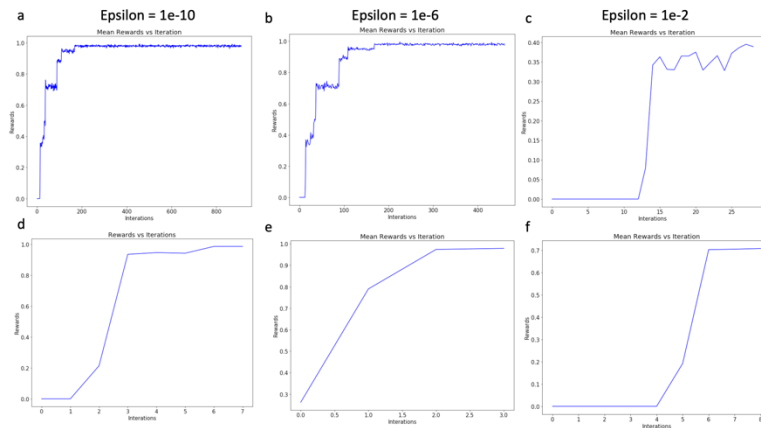 Epsilon = 1e-10
Epsilon = 1e-6
Epsilon = 1e-2
a
Mean Rewards vs Iteration
1.0
0.8
0.6
0.4
0.2
0.0
Rewards
0 200 400 600 800
Interations
b
Mean Rewards vs Iteration
1.0
0.8
0.6
0.4
0.2
0.0
Rewards
0 100 200 300 400
Interations
c
Mean Rewards vs Iteration
0.40
0.35
0.30
0.25
0.20
0.15
0.10
0.05
0.00
Rewards
0 5 10 15 20 25
Interations
d
Rewards vs Iterations
1.0
0.8
0.6
0.4
0.2
0.0
Rewards
0 1 2 3 4 5 6 7
Interations
e
Mean Rewards vs Iteration
1.0
0.9
0.8
0.7
0.6
0.5
0.4
0.3
Rewards
0.0 0.5 1.0 1.5 2.0 2.5 3.0
Interations
f
Mean Rewards vs Iteration
0.7
0.6
0.5
0.4
0.3
0.2
0.1
0.0
Rewards
0 1 2 3 4 5 6 7 8
Interations